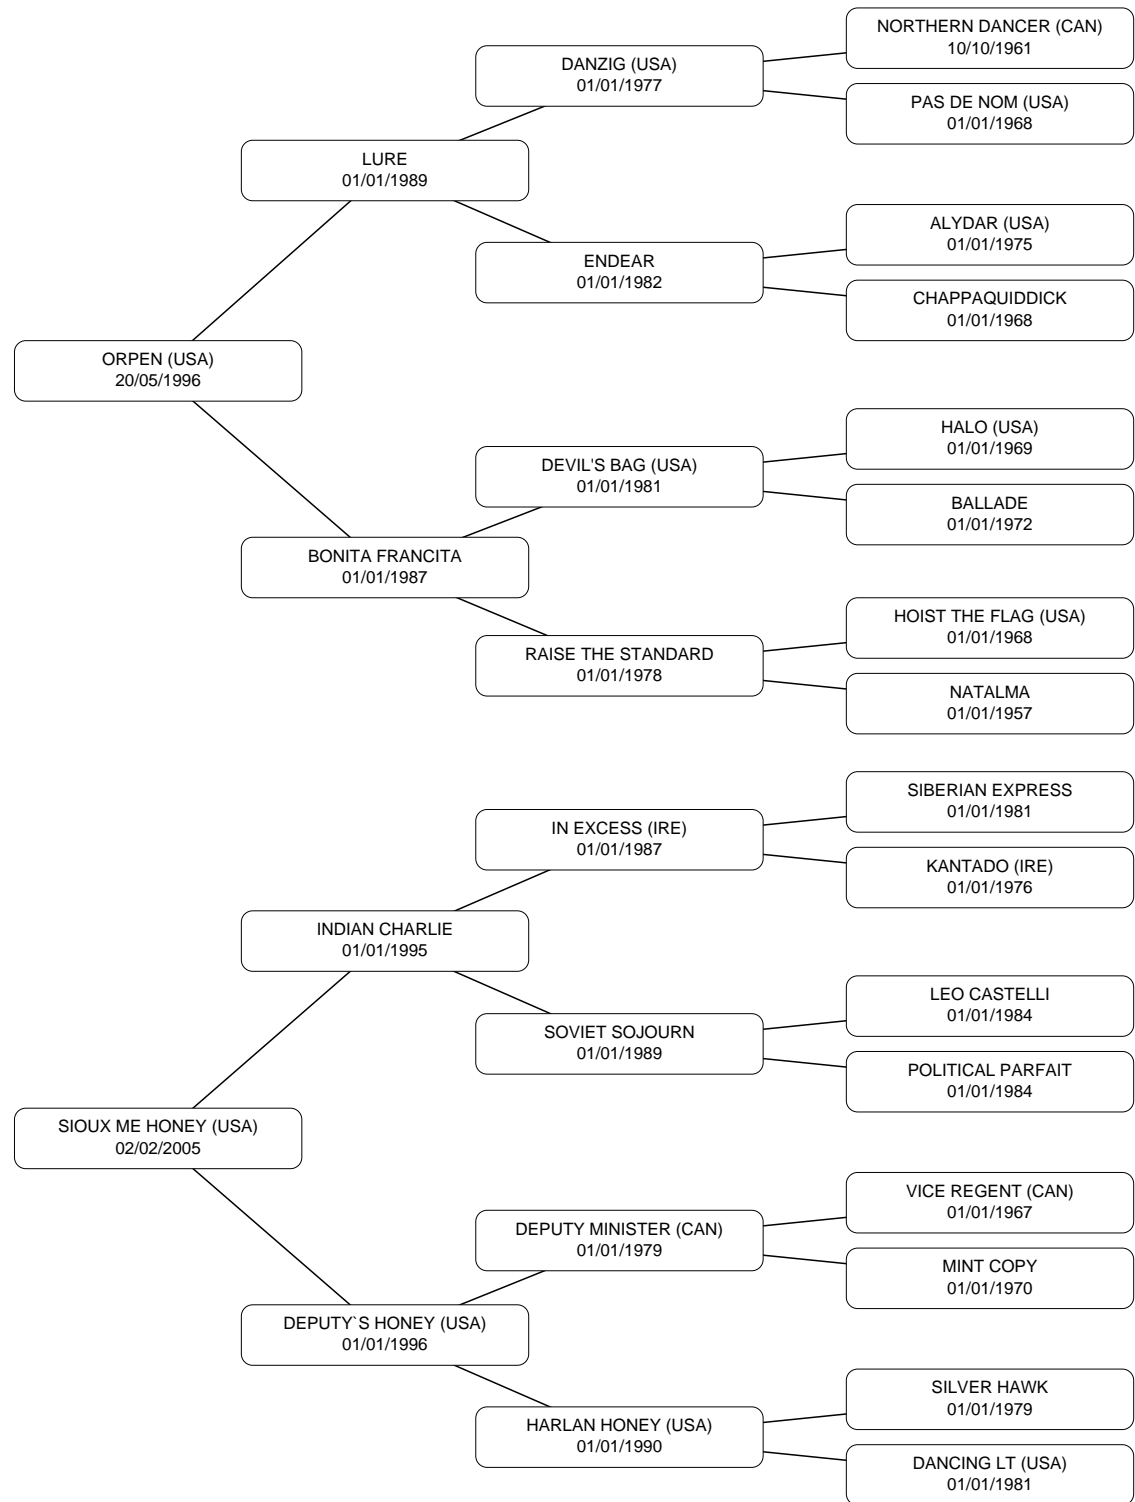 NORTHERN DANCER (CAN)
10/10/1961
DANZIG (USA)
01/01/1977
PAS DE NOM (USA)
01/01/1968
LURE
01/01/1989
ALYDAR (USA)
01/01/1975
ENDEAR
01/01/1982
CHAPPAQUIDDICK
01/01/1968
ORPEN (USA)
20/05/1996
HALO (USA)
01/01/1969
DEVIL'S BAG (USA)
01/01/1981
BALLADE
01/01/1972
BONITA FRANCITA
01/01/1987
HOIST THE FLAG (USA)
01/01/1968
RAISE THE STANDARD
01/01/1978
NATALMA
01/01/1957
SIBERIAN EXPRESS
01/01/1981
IN EXCESS (IRE)
01/01/1987
KANTADO (IRE)
01/01/1976
INDIAN CHARLIE
01/01/1995
LEO CASTELLI
01/01/1984
SOVIET SOJOURN
01/01/1989
POLITICAL PARFAIT
01/01/1984
SIOUX ME HONEY (USA)
02/02/2005
VICE REGENT (CAN)
01/01/1967
DEPUTY MINISTER (CAN)
01/01/1979
MINT COPY
01/01/1970
DEPUTY`S HONEY (USA)
01/01/1996
SILVER HAWK
01/01/1979
HARLAN HONEY (USA)
01/01/1990
DANCING LT (USA)
01/01/1981